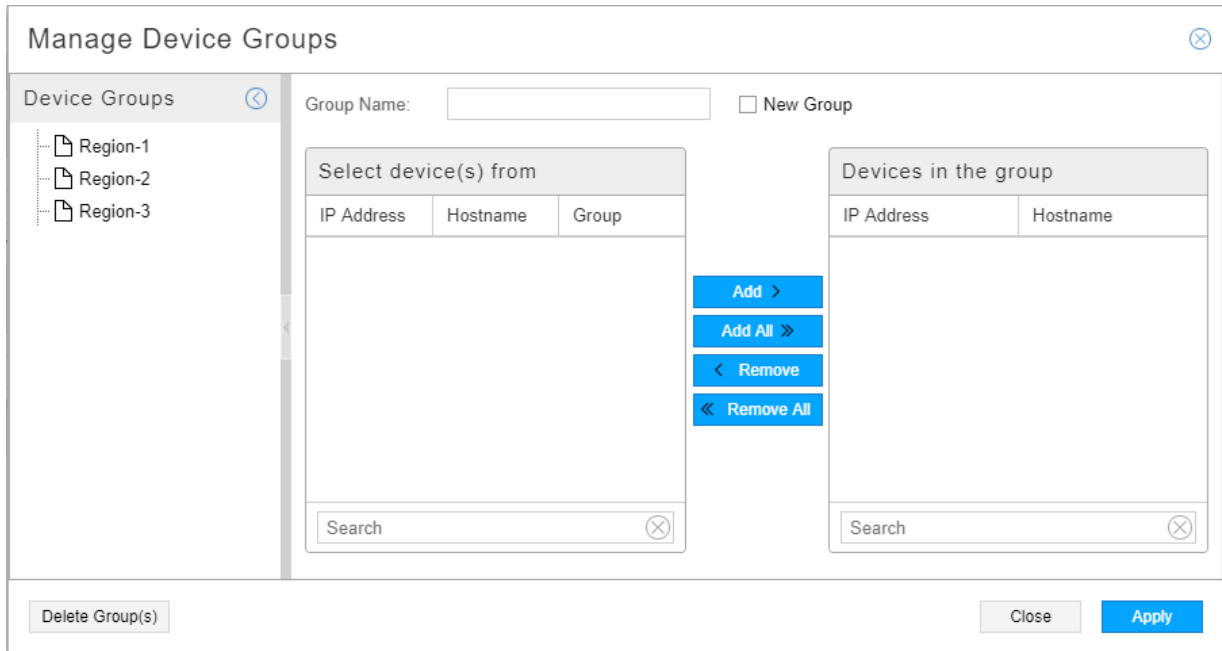 Manage Device Groups
Device Groups
Region-1
Region-2
Region-3
Group Name:
New Group
Select device(s) from
IP Address Hostname Group
Search
Add
Add All
Remove
Remove All
Devices in the group
IP Address Hostname
Search
Delete Group(s)
Close
Apply